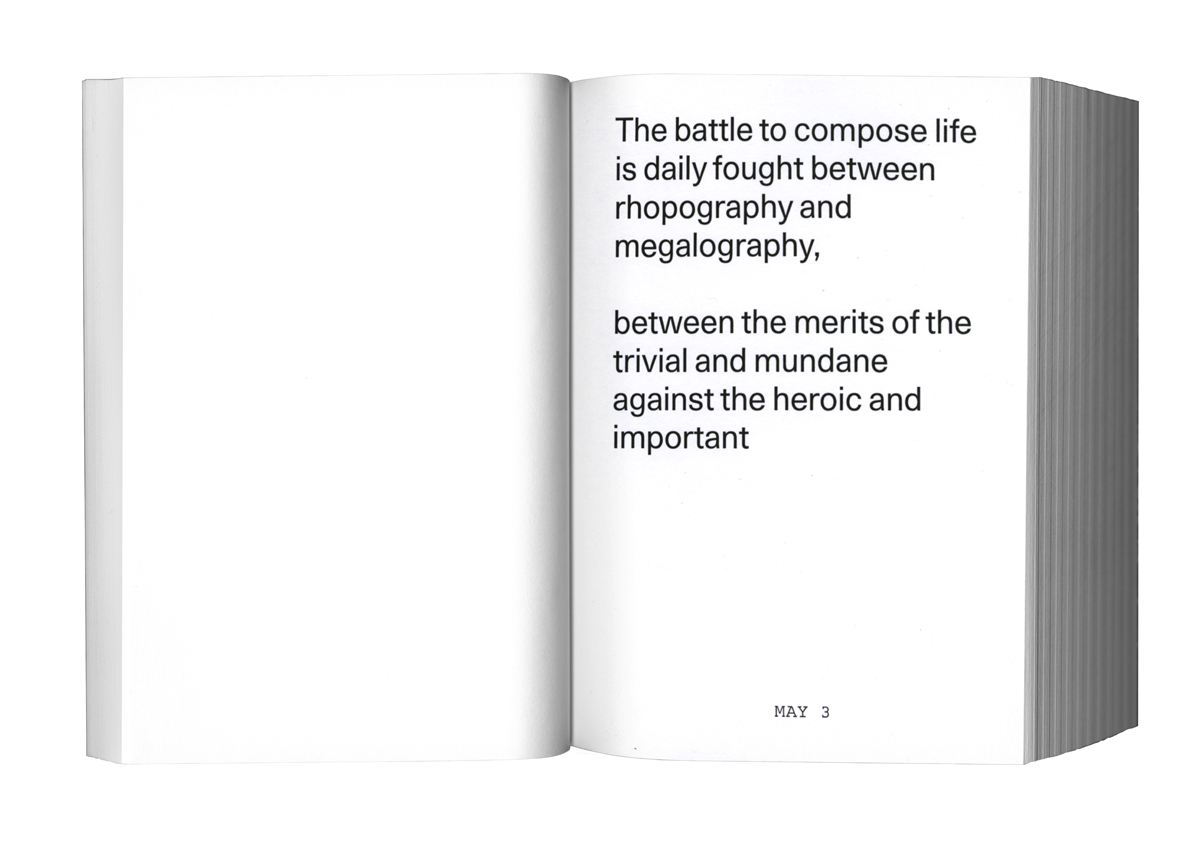 The battle to compose life
is daily fought between
rhopography and
megalography,
between the merits of the
trivial and mundane
against the heroic and
important
MAY 3